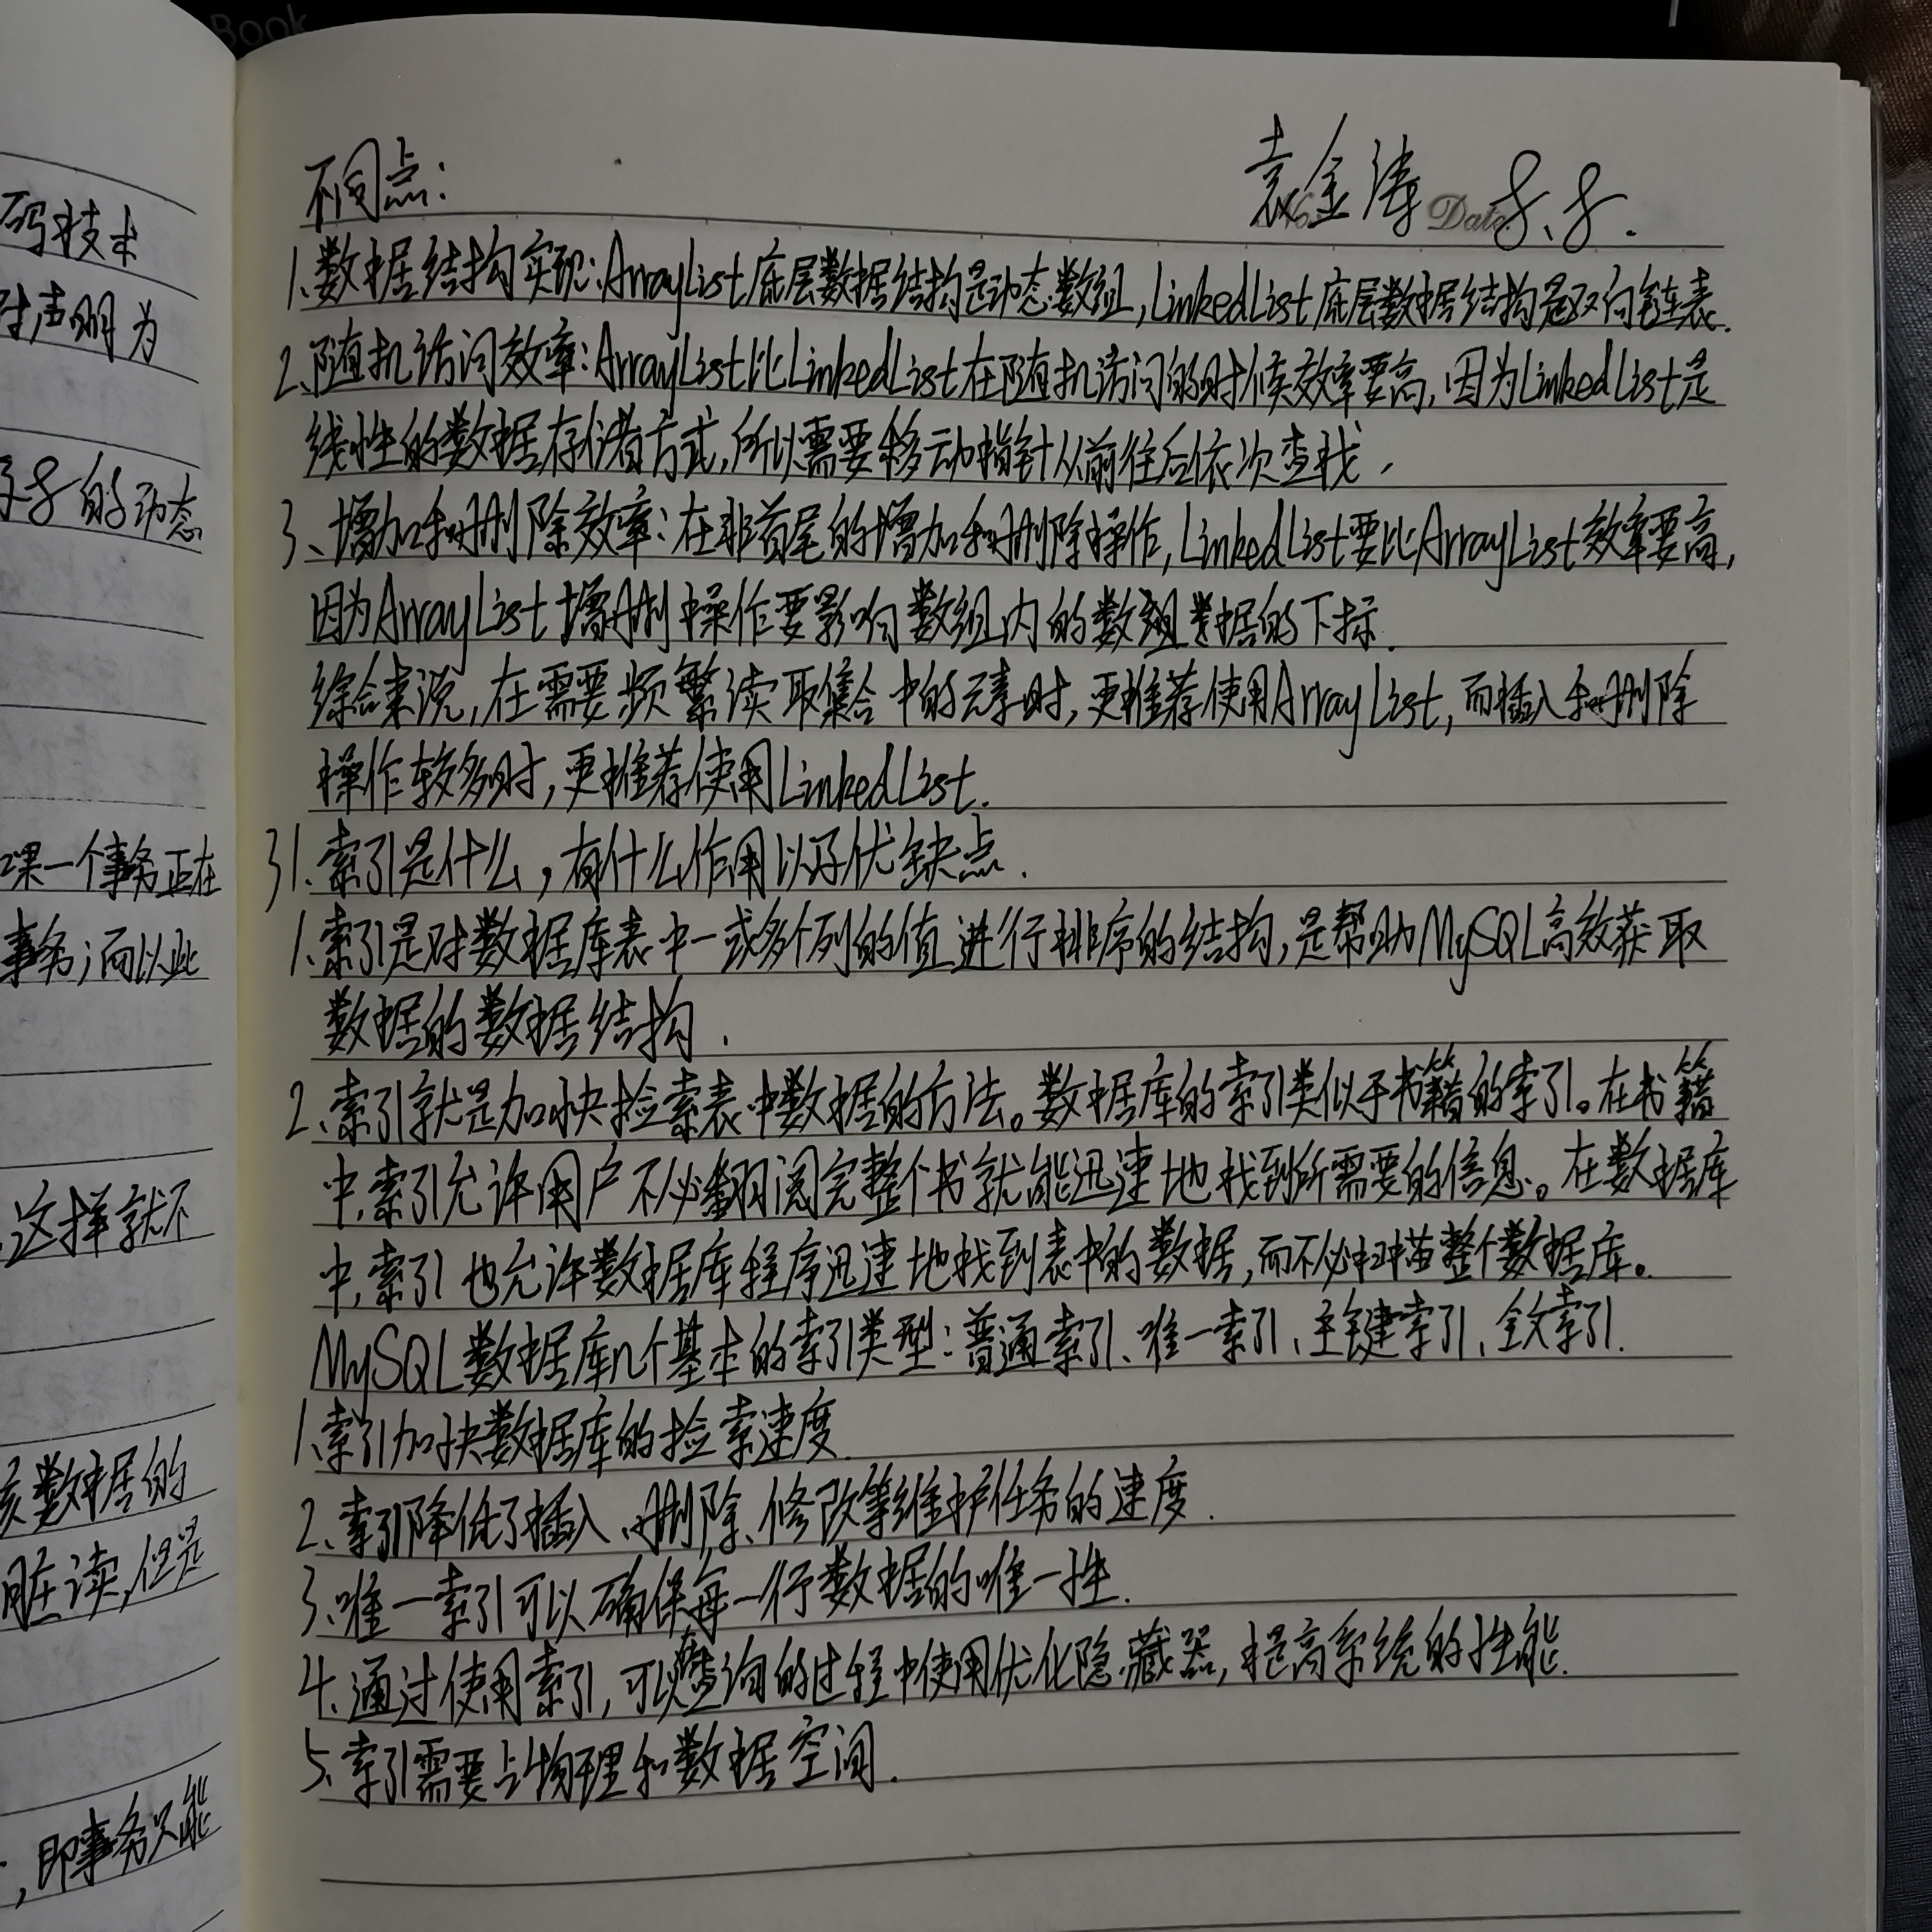 Book
码技术
时声明为
的动态
果一个事务正在
事务;而以此
这样就不
该数据的
同在读,但是
,即事务只能
不同点:
袁金涛 Date 8.8.
1、数据结构实现:ArrayList底层数据结构是动态数组,LinkedList底层数据结构是双向链表.
2、随机访问效率:ArrayList比LinkedList在随机访问的时候效率要高,因为LinkedList是
线性的数据存储方式,所以需要移动指针从前往后依次查找.
3、增加和删除效率:在非首尾的增加和删除操作,LinkedList要比ArrayList效率要高,
因为ArrayList增删操作要影响数组内的数组数据的下标.
综合来说,在需要频繁读取集合中的元素时,更推荐使用ArrayList,而插入和删除
操作较多时,更推荐使用LinkedList.
31、索引是什么,有什么作用以及优缺点.
1、索引是对数据库表中一或多个列的值进行排序的结构,是帮助MySQL高效获取
数据的数据结构.
2、索引就是加快检索表中数据的方法。数据库的索引类似于书籍的索引。在书籍
中,索引允许用户不必翻阅完整个书就能迅速地找到所需要的信息。在数据库
中,索引也允许数据库程序迅速地找到表中的数据,而不必扫描整个数据库。
MySQL数据库几个基本的索引类型:普通索引、唯一索引、主键索引、全文索引.
1、索引加快数据库的检索速度.
2、索引降低了插入、删除、修改等维护任务的速度.
3、唯一索引可以确保每一行数据的唯一性.
4、通过使用索引,可以在查询的过程中使用优化隐藏器,提高系统的性能.
5、索引需要占物理和数据空间.